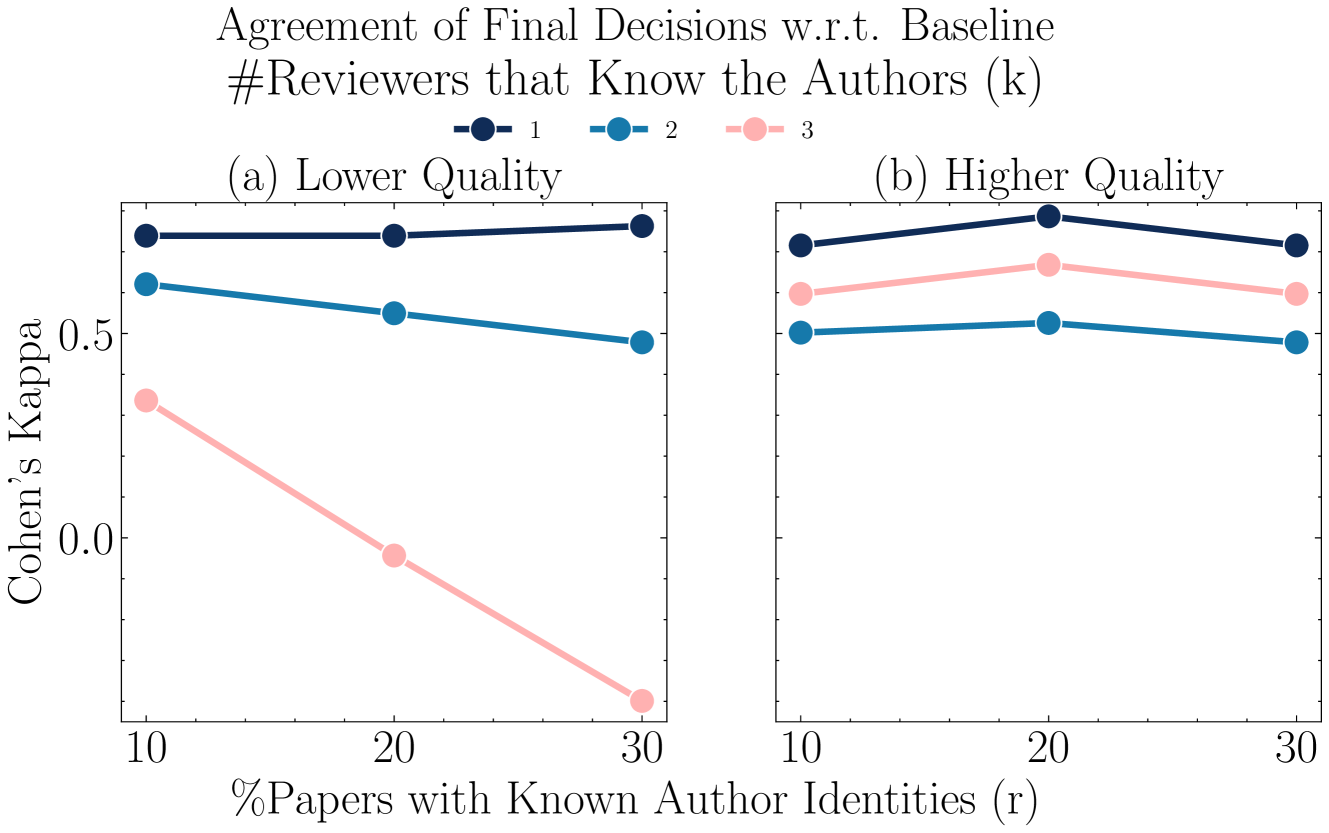 Agreement of Final Decisions w.r.t. Baseline
#Reviewers that Know the Authors (k)
1 2 3
(a) Lower Quality
(b) Higher Quality
Cohen's Kappa
0.5
0.0
10 20 30
10 20 30
%Papers with Known Author Identities (r)